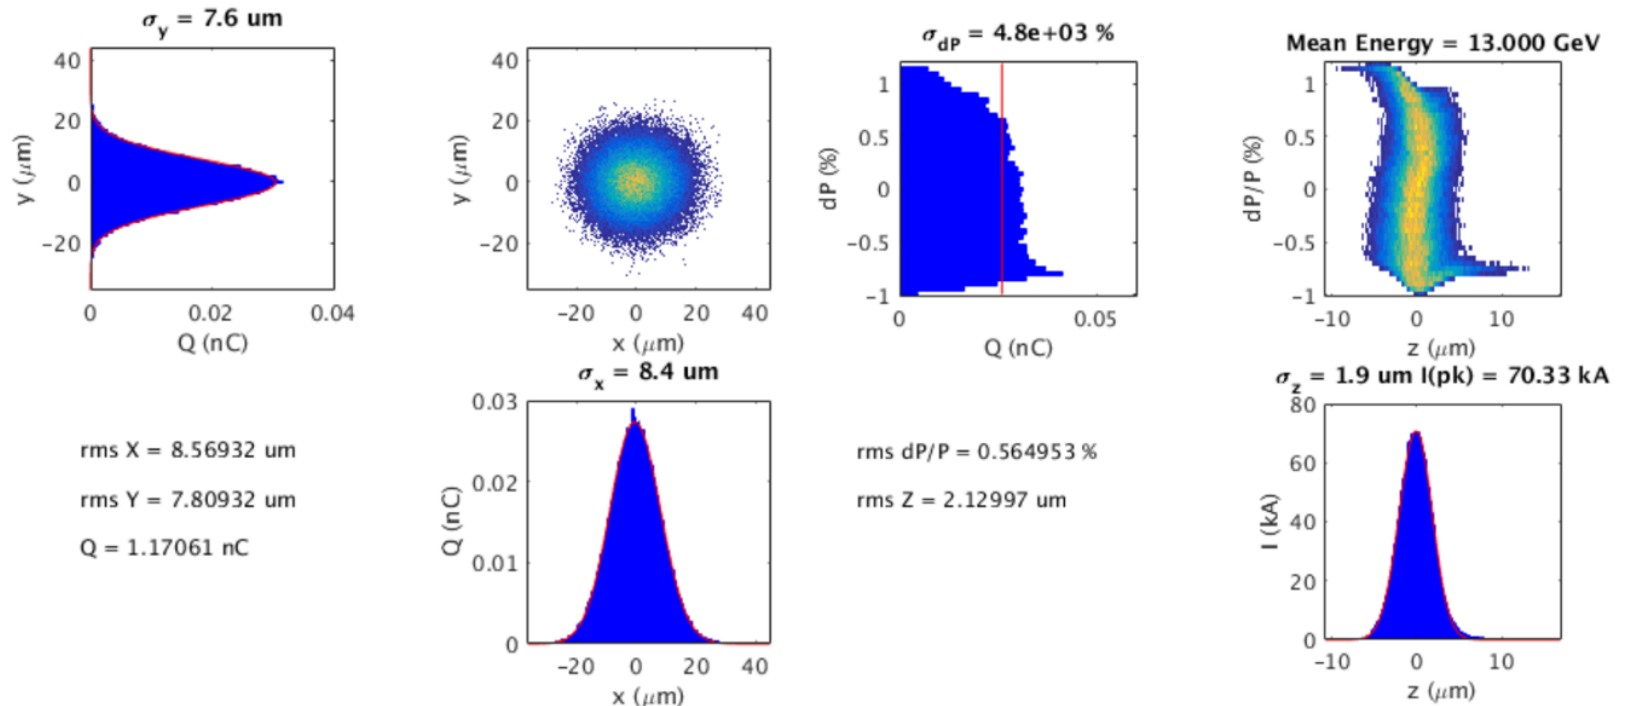 σy = 7.6 um
40
20
0
−20
y (μm)
0
0.02
0.04
Q (nC)
40
20
0
−20
y (μm)
−20
0
20
40
x (μm)
σdP = 4.8e+03 %
1
0.5
0
−0.5
−1
dP (%)
0
0.05
Q (nC)
Mean Energy = 13.000 GeV
1
0.5
0
−0.5
−1
dP/P (%)
−10
0
10
z (μm)
rms X = 8.56932 um
rms Y = 7.80932 um
Q = 1.17061 nC
σx = 8.4 um
0.03
0.02
0.01
0
Q (nC)
−20
0
20
40
x (μm)
rms dP/P = 0.564953 %
rms Z = 2.12997 um
σz = 1.9 um I(pk) = 70.33 kA
80
60
40
20
0
I (kA)
−10
0
10
z (μm)